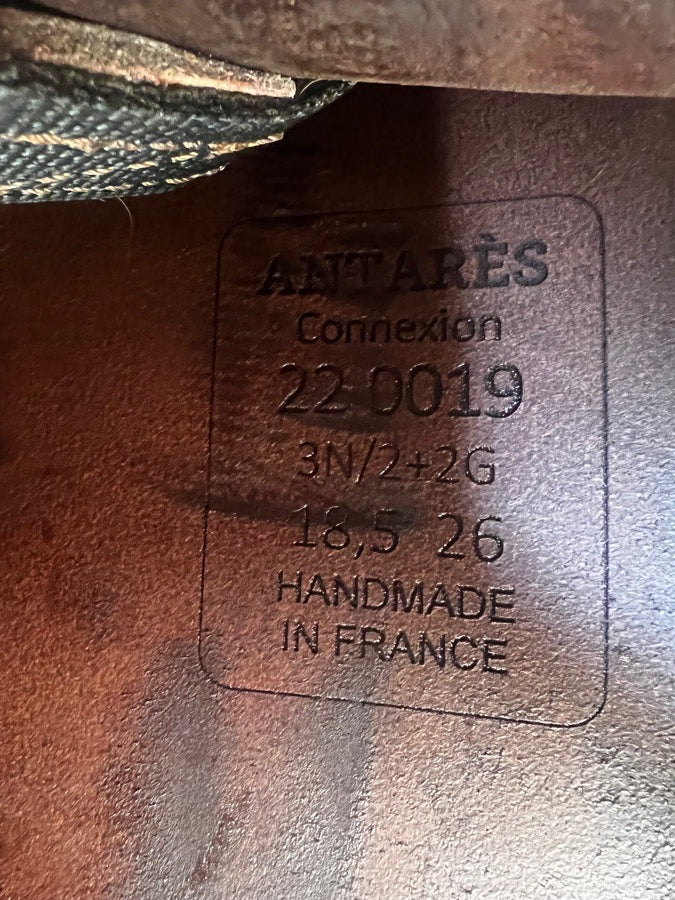 ANTARÈS
Connexion
22 0019
3N/2+2G
18,5 26
HANDMADE
IN FRANCE